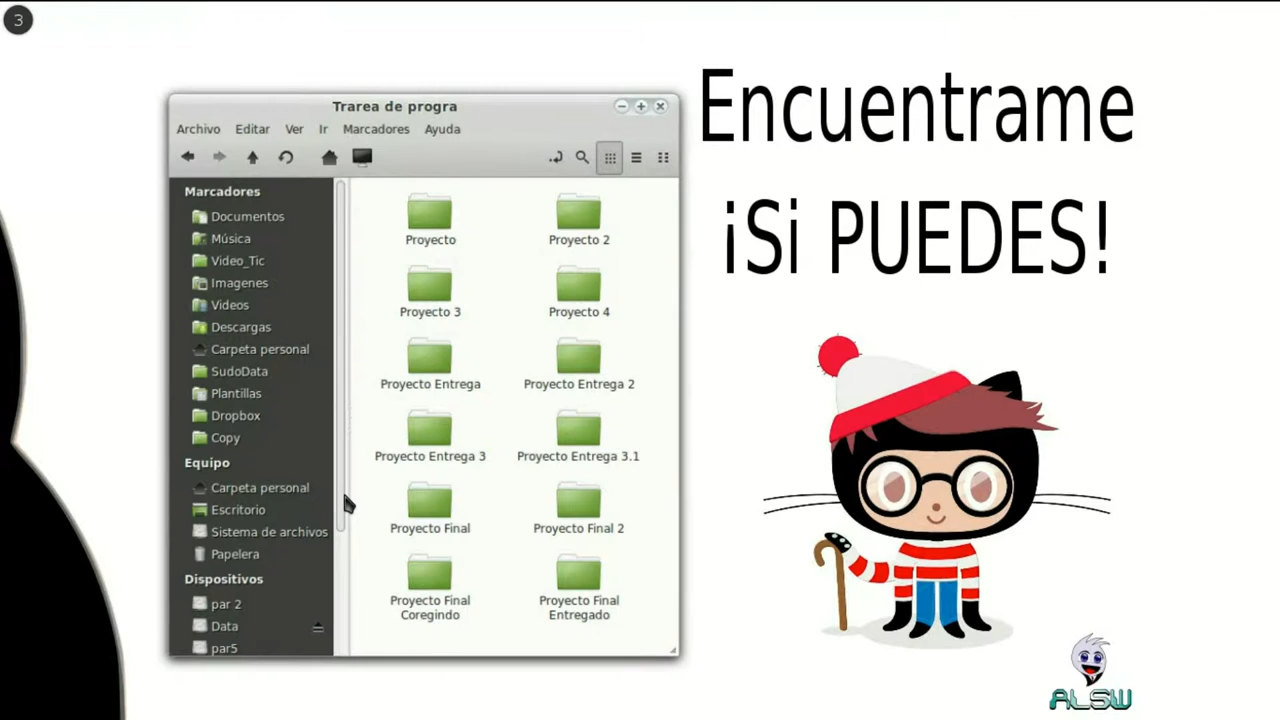 3
Trarea de progra
Archivo Editar Ver Ir Marcadores Ayuda
Marcadores
Documentos
Música
Video_Tic
Imagenes
Videos
Descargas
Carpeta personal
SudoData
Plantillas
Dropbox
Copy
Equipo
Carpeta personal
Escritorio
Sistema de archivos
Papelera
Dispositivos
par 2
Data
par5
Proyecto Proyecto 2
Proyecto 3 Proyecto 4
Proyecto Entrega Proyecto Entrega 2
Proyecto Entrega 3 Proyecto Entrega 3.1
Proyecto Final Proyecto Final 2
Proyecto Final Coregindo
Proyecto Final Entregado
Encuentrame
¡Si PUEDES!
ALSW